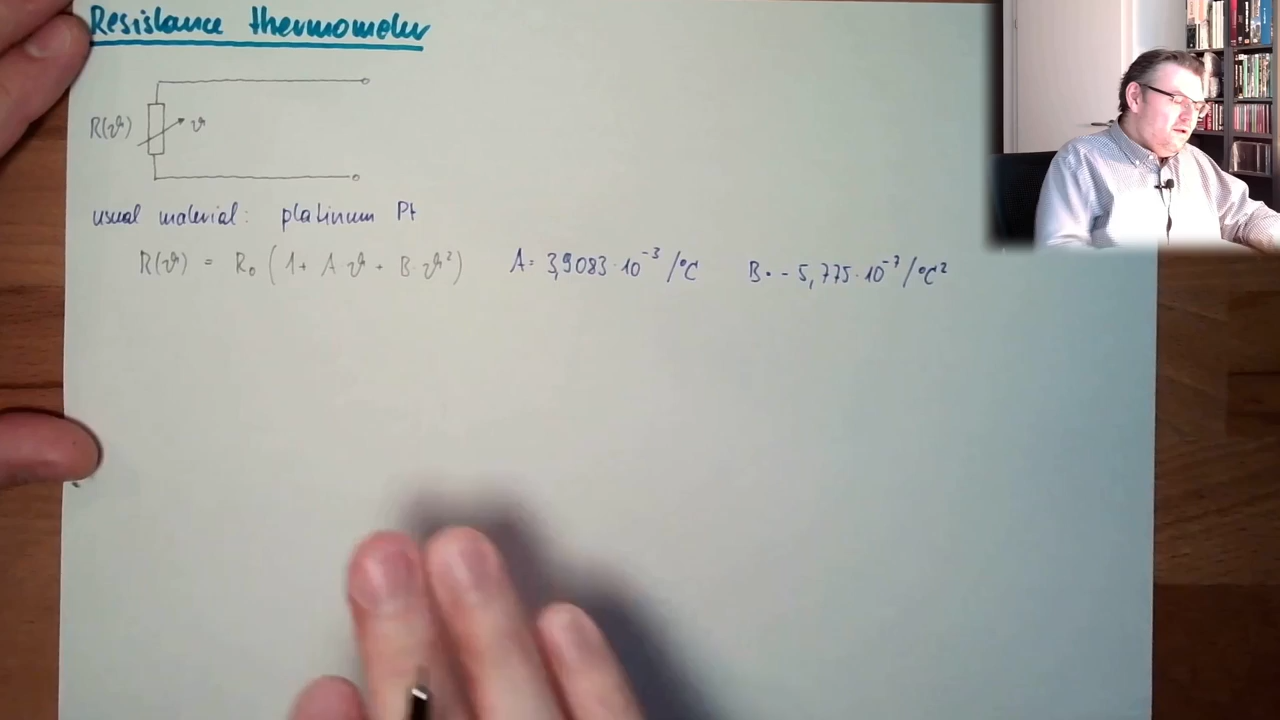 Resistance thermometer
R(ϑ) ϑ
usual material: platinum Pt
R(ϑ) = R₀ (1 + A ϑ + B · ϑ²) A = 3,9083 · 10⁻³ /°C B = - 5,775 · 10⁻⁷ /°C²